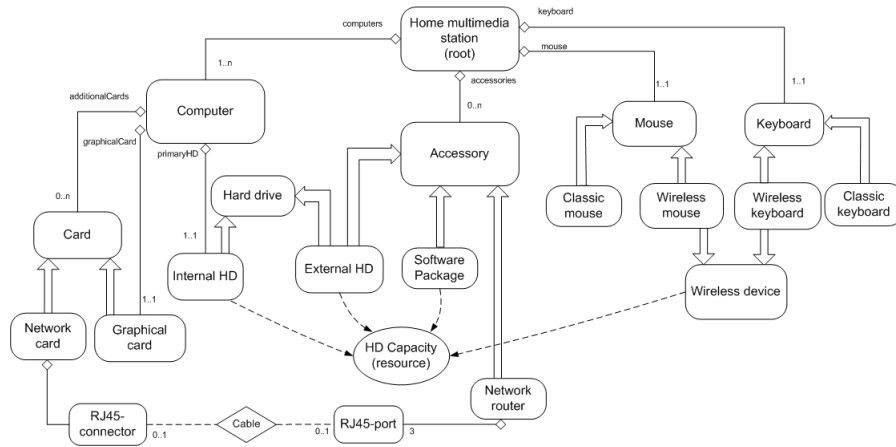 computers
Home multimedia
station
(root)
keyboard
mouse
accessories
1..n
1..1
1..1
0..n
additionalCards
Computer
graphicalCard
primaryHD
Accessory
Mouse
Keyboard
Hard drive
Classic
mouse
Wireless
mouse
Wireless
keyboard
Classic
keyboard
0..n
Card
1..1
Internal HD
External HD
Software
Package
Wireless device
1..1
Network
card
Graphical
card
HD Capacity
(resource)
Network
router
RJ45-
connector
0..1
Cable
0..1
RJ45-port
3